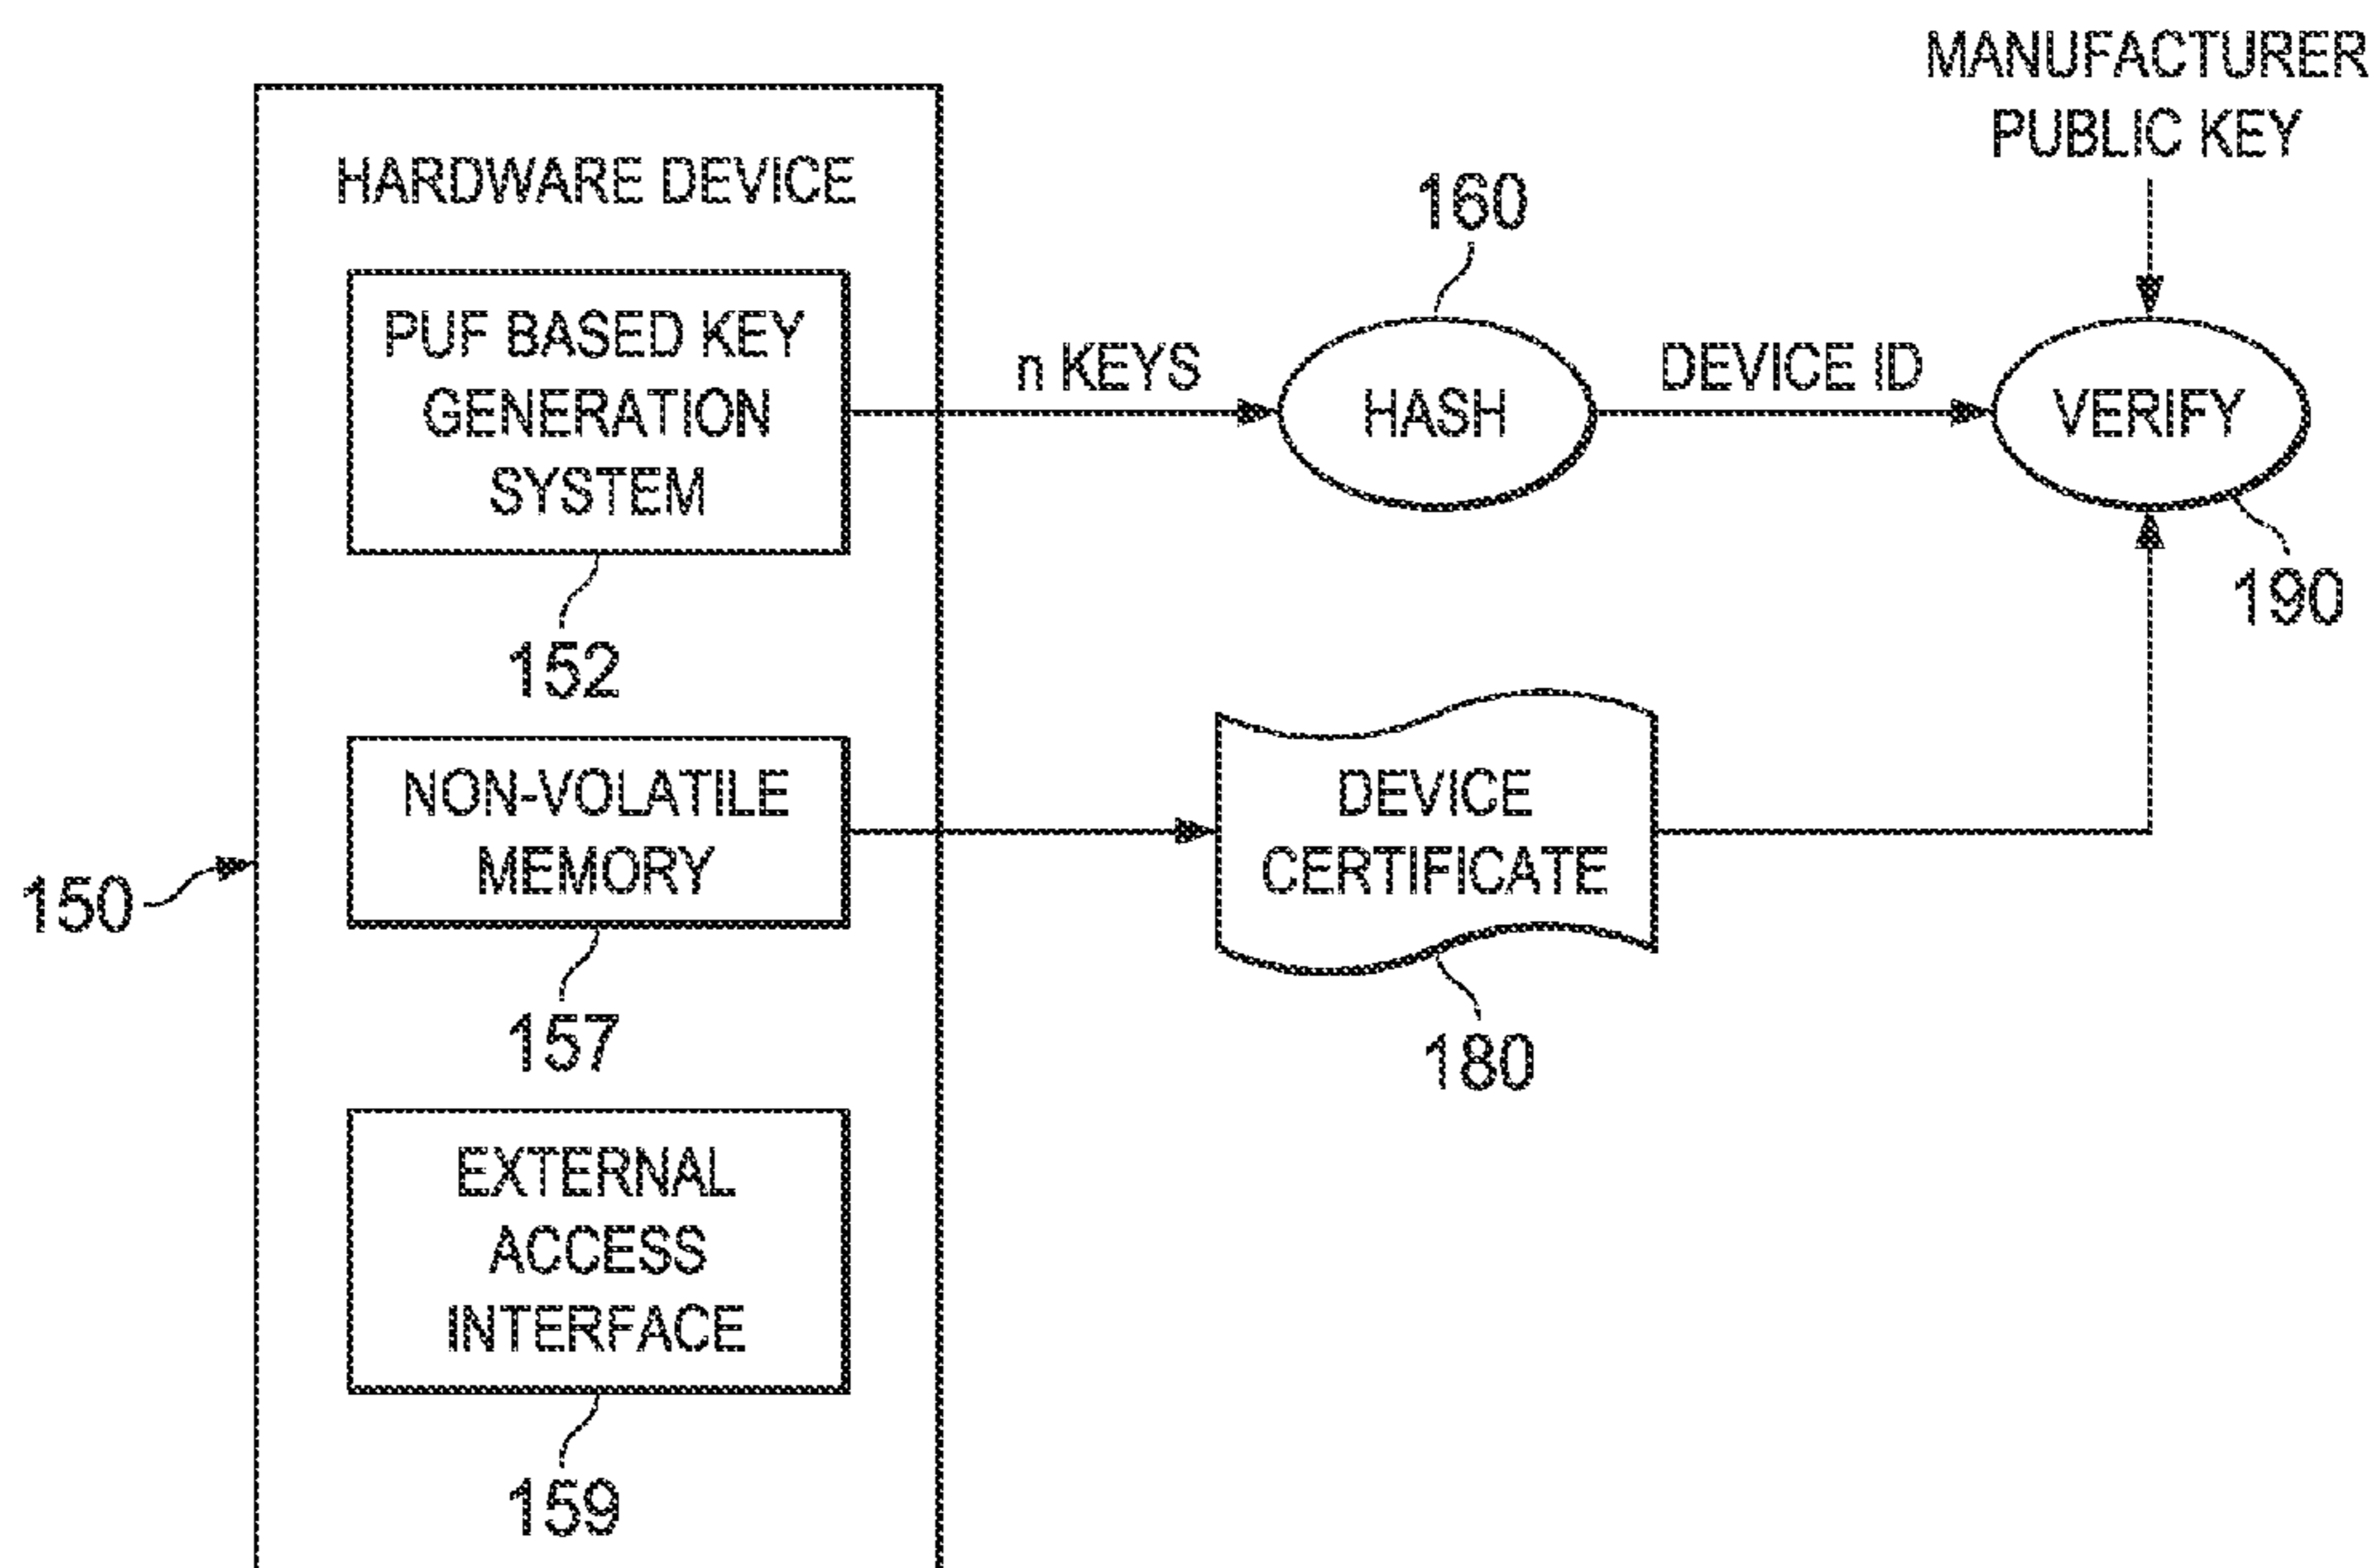 MANUFACTURER
PUBLIC KEY
HARDWARE DEVICE
160
PUF BASED KEY
GENERATION
SYSTEM
n KEYS
HASH
DEVICE ID
VERIFY
190
152
NON-VOLATILE
MEMORY
DEVICE
CERTIFICATE
150
157
180
EXTERNAL
ACCESS
INTERFACE
159